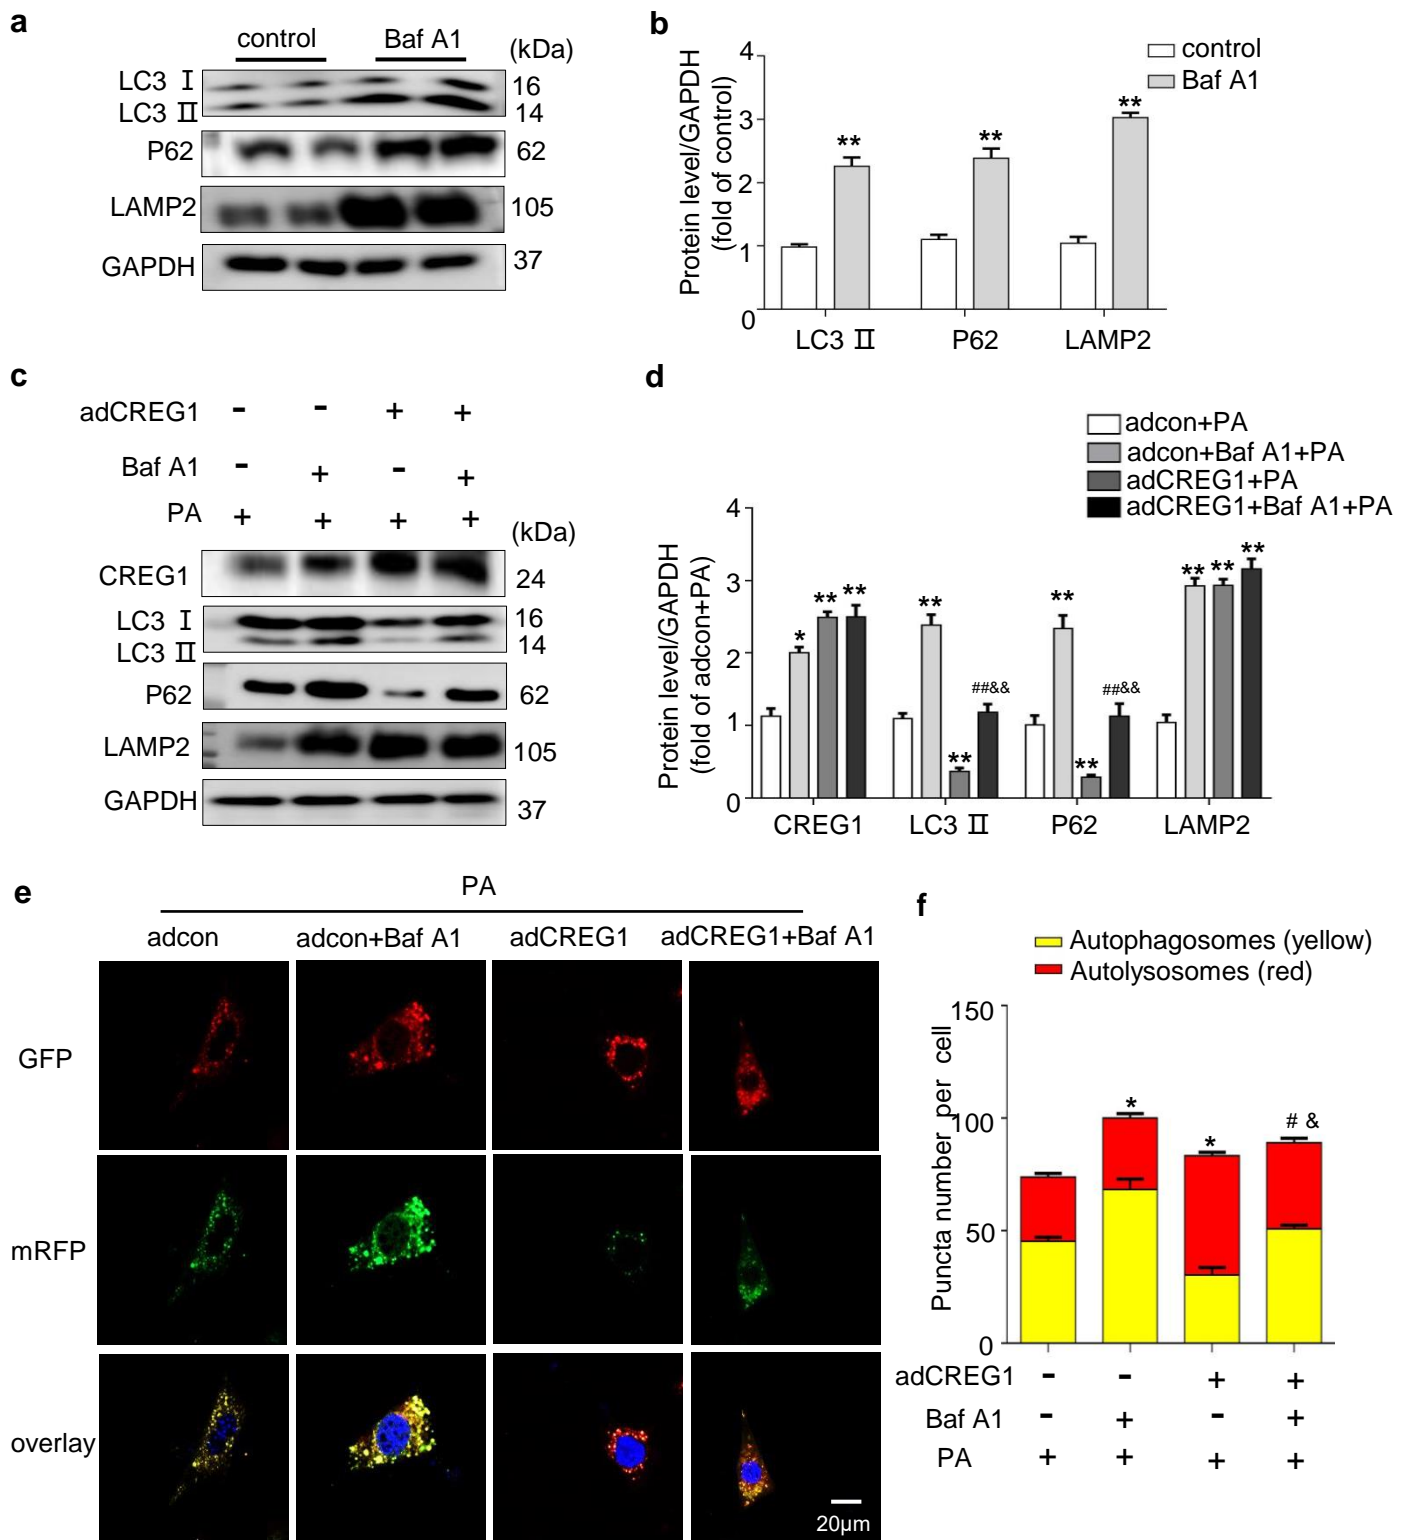 a
control Baf A1 (kDa)
LC3 Ⅰ 16
LC3 Ⅱ 14
P62 62
LAMP2 105
GAPDH 37
b
control
Baf A1
Protein level/GAPDH
(fold of control)
4
3
2
1
0
** ** **
LC3 Ⅱ P62 LAMP2
c
adCREG1 - - + +
Baf A1 - + - +
PA + + + +
(kDa)
CREG1 24
LC3 Ⅰ 16
LC3 Ⅱ 14
P62 62
LAMP2 105
GAPDH 37
d
adcon+PA
adcon+Baf A1+PA
adCREG1+PA
adCREG1+Baf A1+PA
Protein level/GAPDH
(fold of adcon+PA)
4
3
2
1
0
* ** ** ** ** ##&& ** ** ##&& ** ** **
CREG1 LC3 Ⅱ P62 LAMP2
e
PA
adcon adcon+Baf A1 adCREG1 adCREG1+Baf A1
GFP
mRFP
overlay
20μm
f
Autophagosomes (yellow)
Autolysosomes (red)
Puncta number per cell
150
100
50
0
* * # &
adCREG1 - - + +
Baf A1 - + - +
PA + + + +